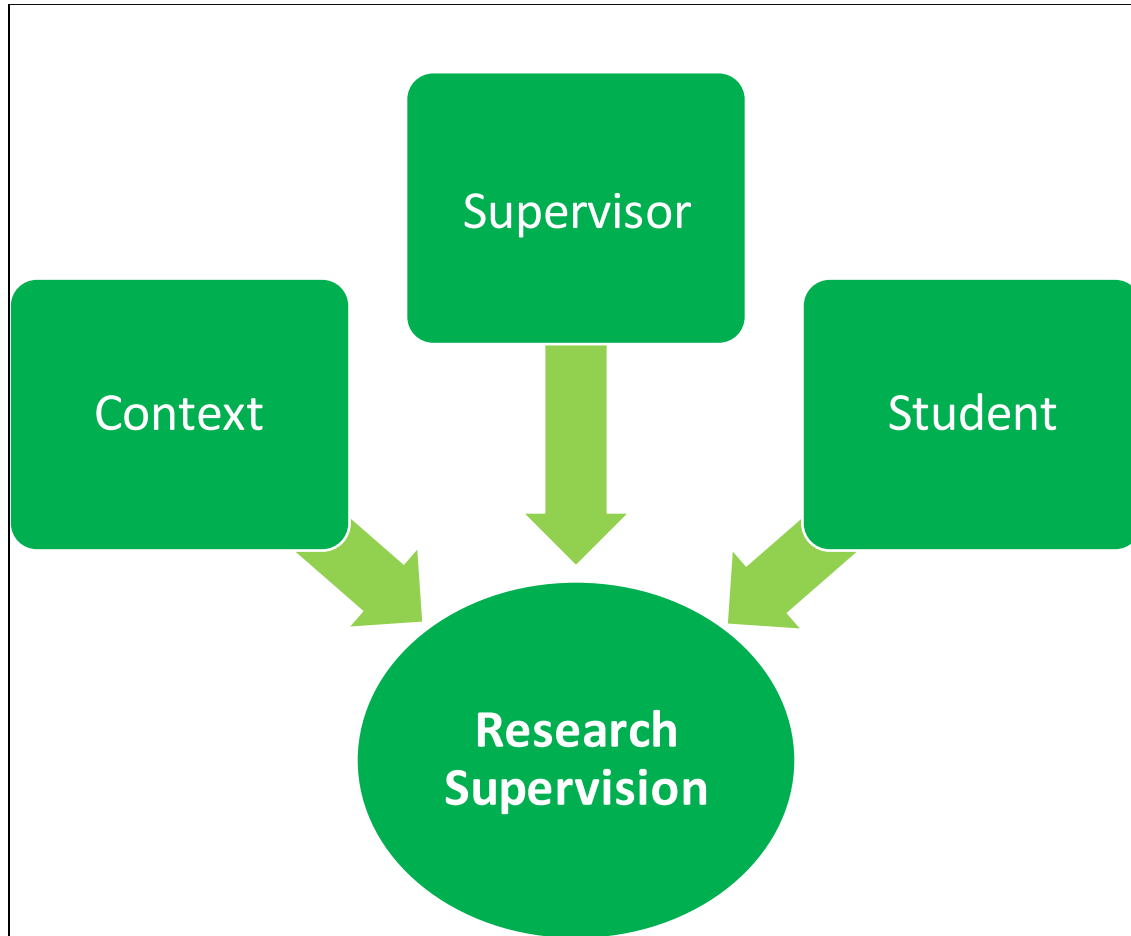 Supervisor
Context
Student
Research
Supervision